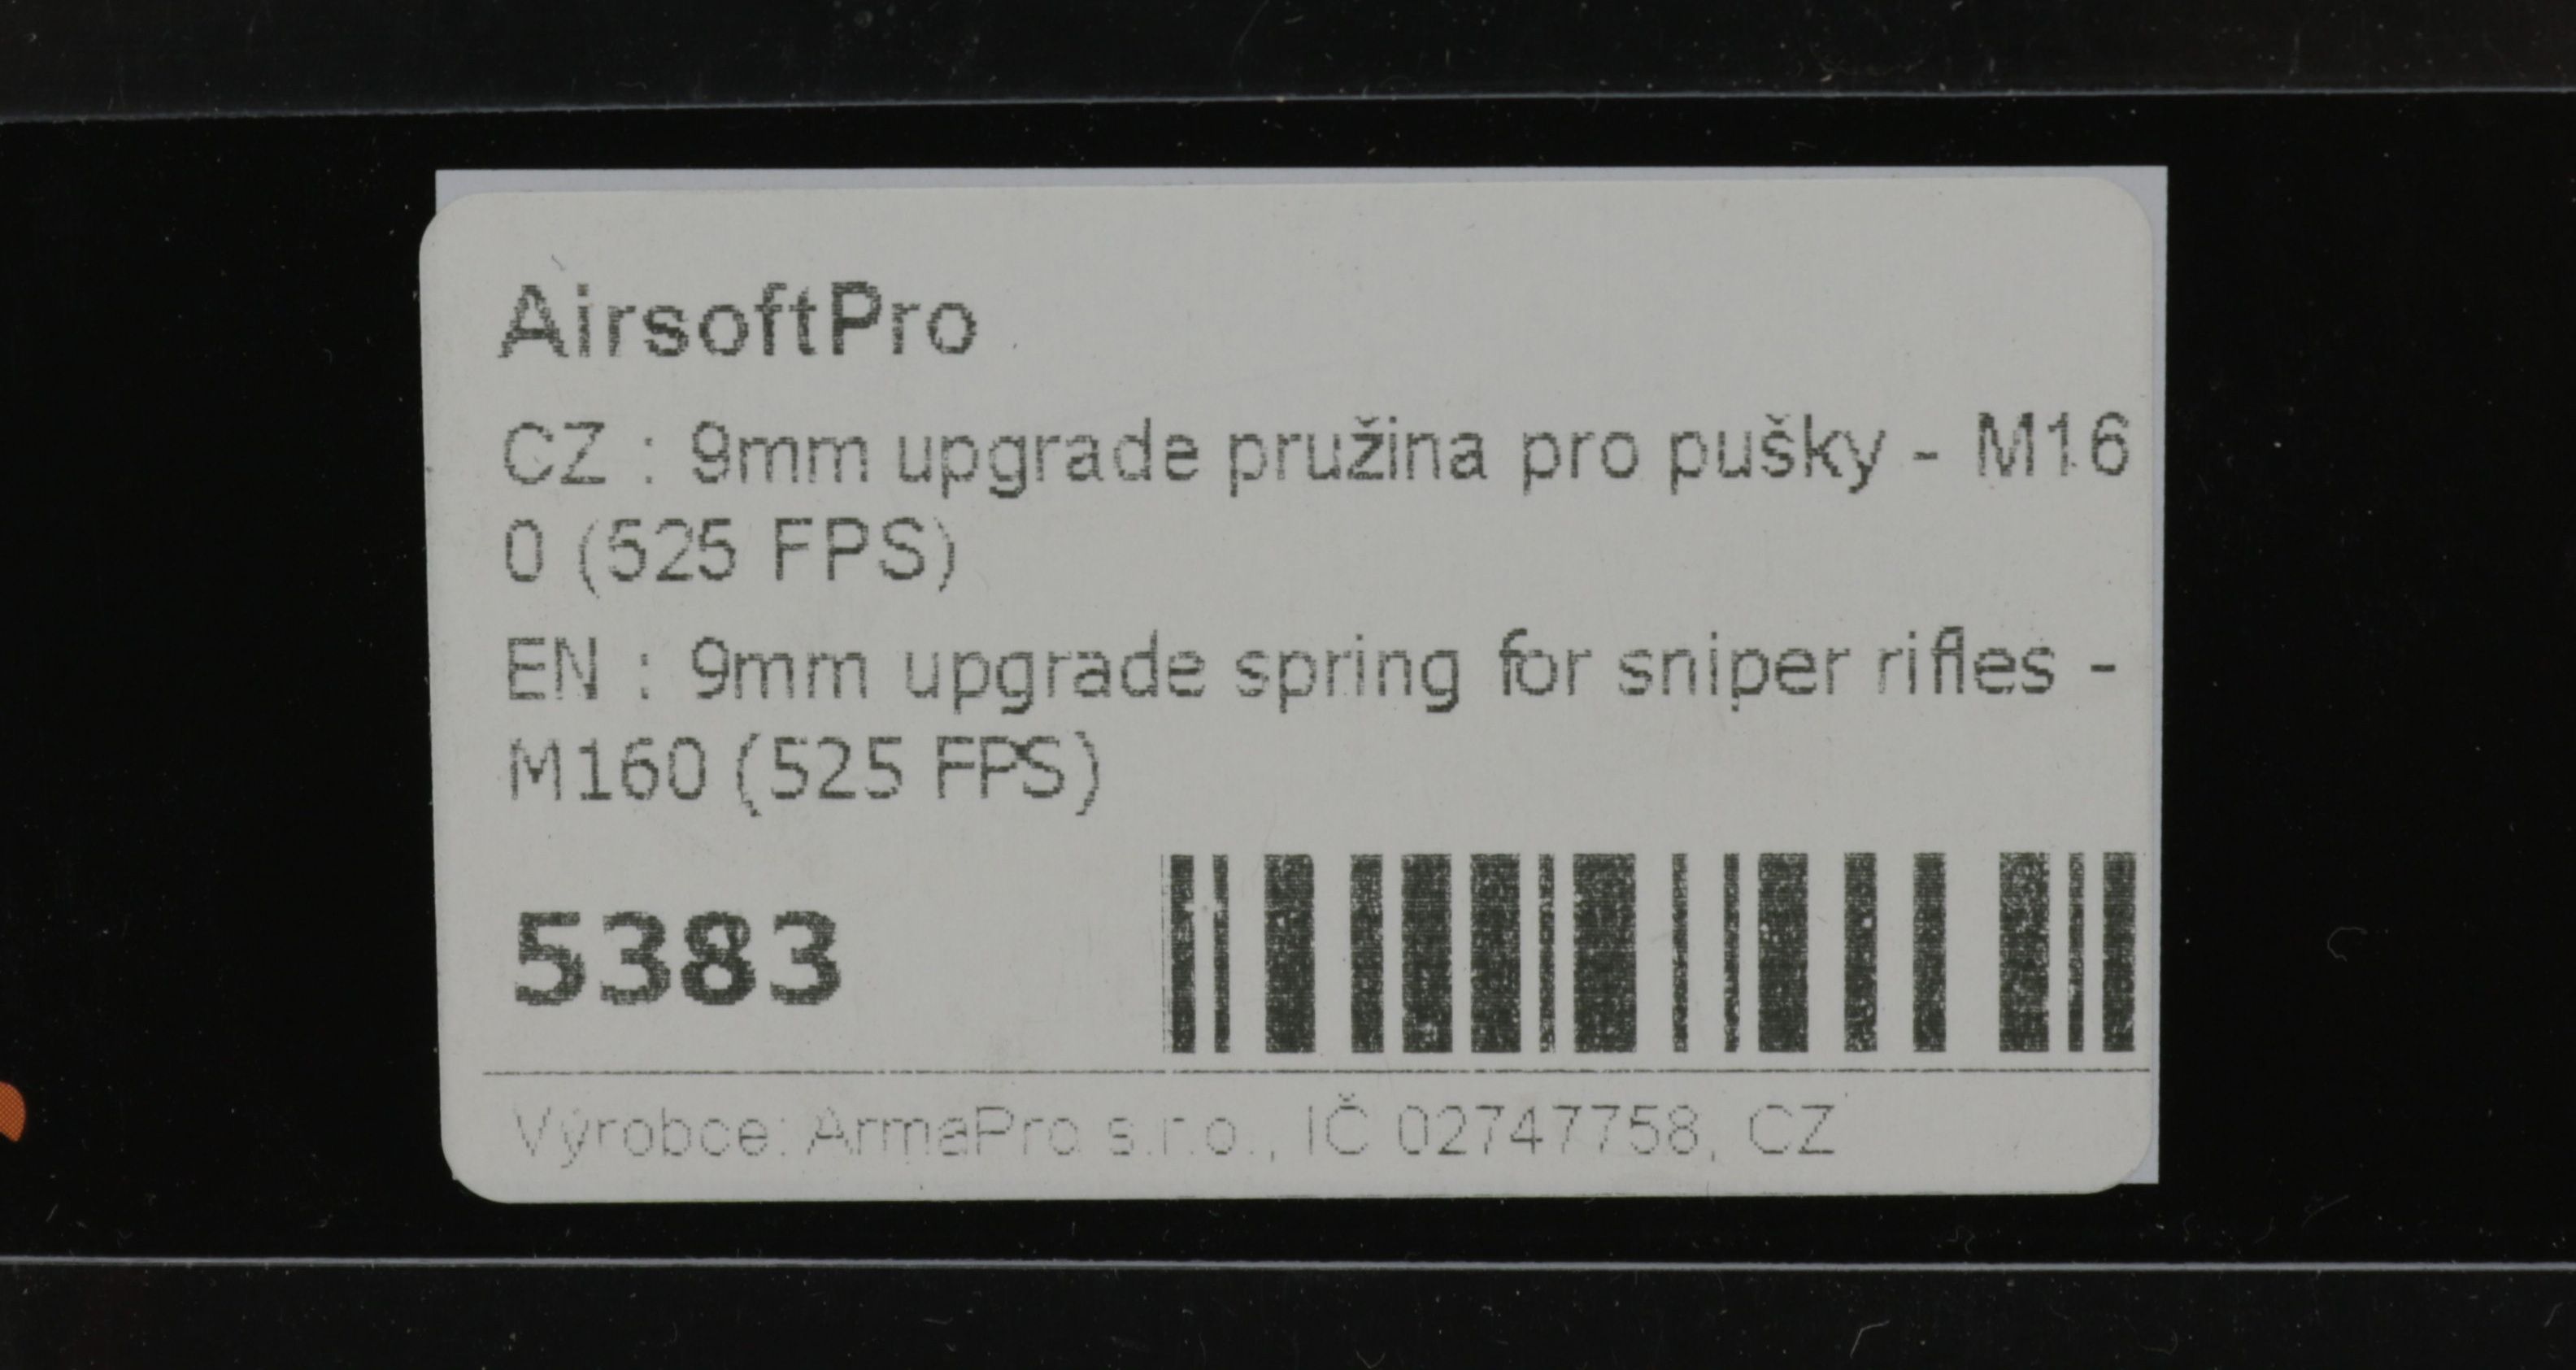 AirsoftPro
CZ : 9mm upgrade pružina pro pušky - M16
0 (525 FPS)
EN : 9mm upgrade spring for sniper rifles -
M160 (525 FPS)
5383
Výrobce: ArmaPro s.r.o., IČ 02747758, CZ